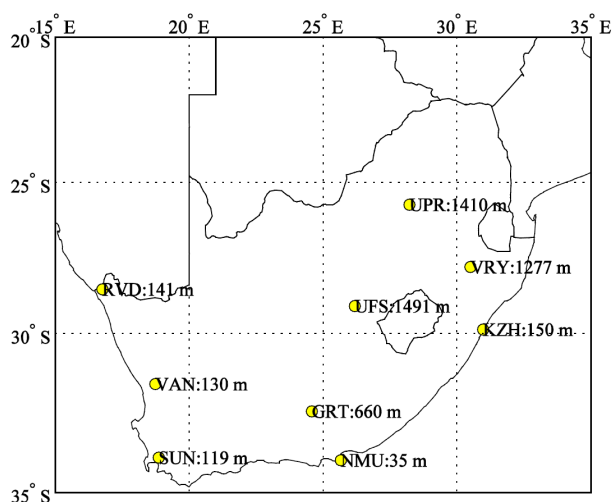 15° E 20° E 25° E 30° E 35° E
20° S
25° S
UPR:1410 m
VRY:1277 m
RVD:141 m
UFS:1491 m
30° S
KZH:150 m
VAN:130 m
GRT:660 m
SUN:119 m
NMU:35 m
35° S